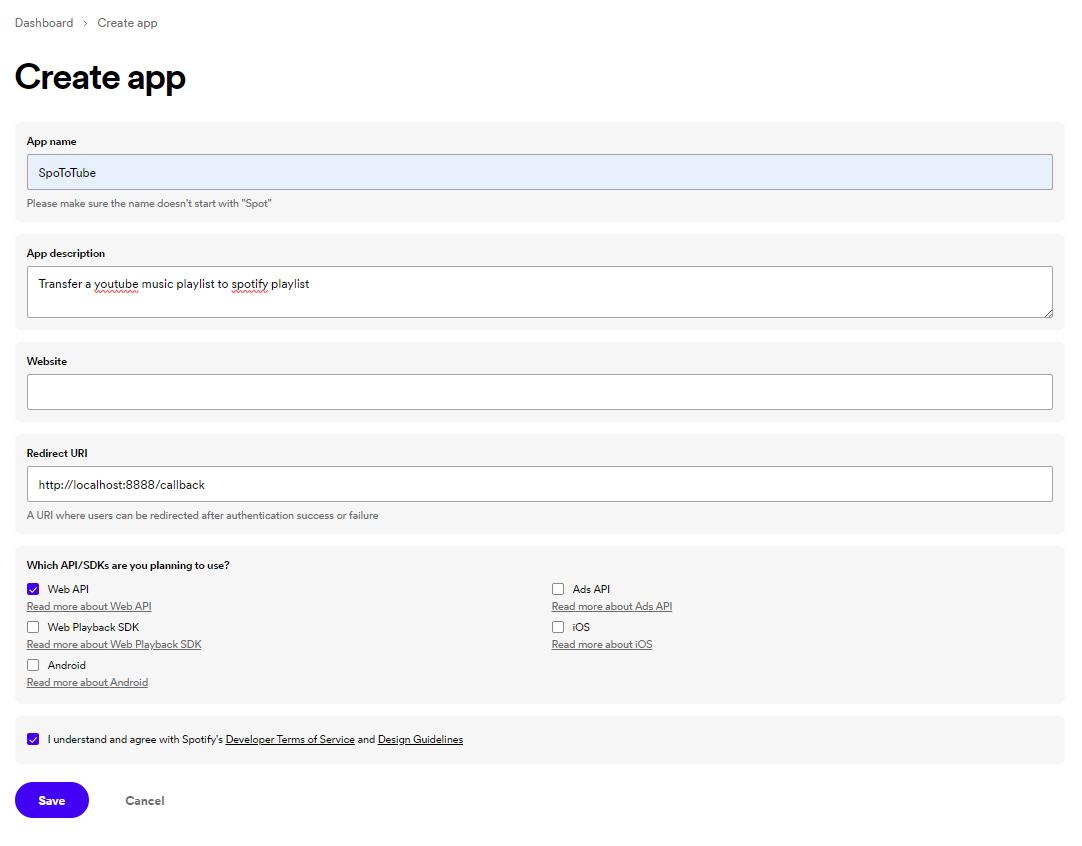 Dashboard › Create app
Create app
App name
SpoToTube
Please make sure the name doesn't start with "Spot"
App description
Transfer a youtube music playlist to spotify playlist
Website
Redirect URI
http://localhost:8888/callback
A URI where users can be redirected after authentication success or failure
Which API/SDKs are you planning to use?
Web API
Read more about Web API
Ads API
Read more about Ads API
Web Playback SDK
Read more about Web Playback SDK
iOS
Read more about iOS
Android
Read more about Android
I understand and agree with Spotify's Developer Terms of Service and Design Guidelines
Save Cancel